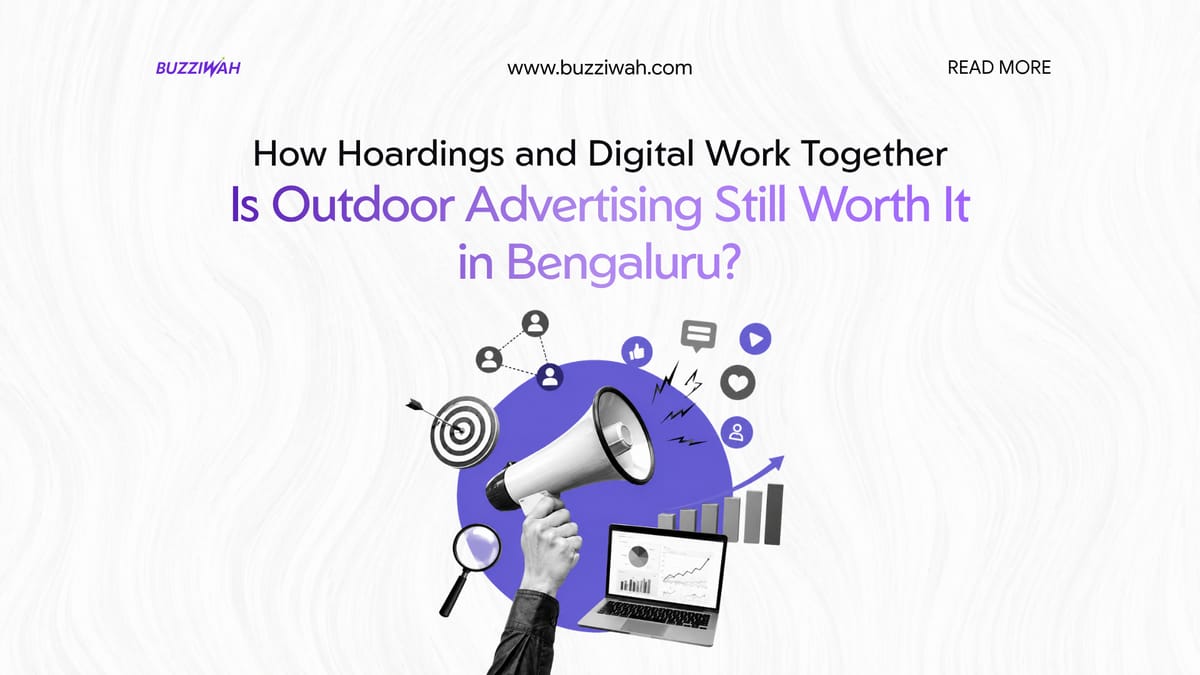 BUZZIWAH
www.buzziwah.com
READ MORE
How Hoardings and Digital Work Together
Is Outdoor Advertising Still Worth It
in Bengaluru?